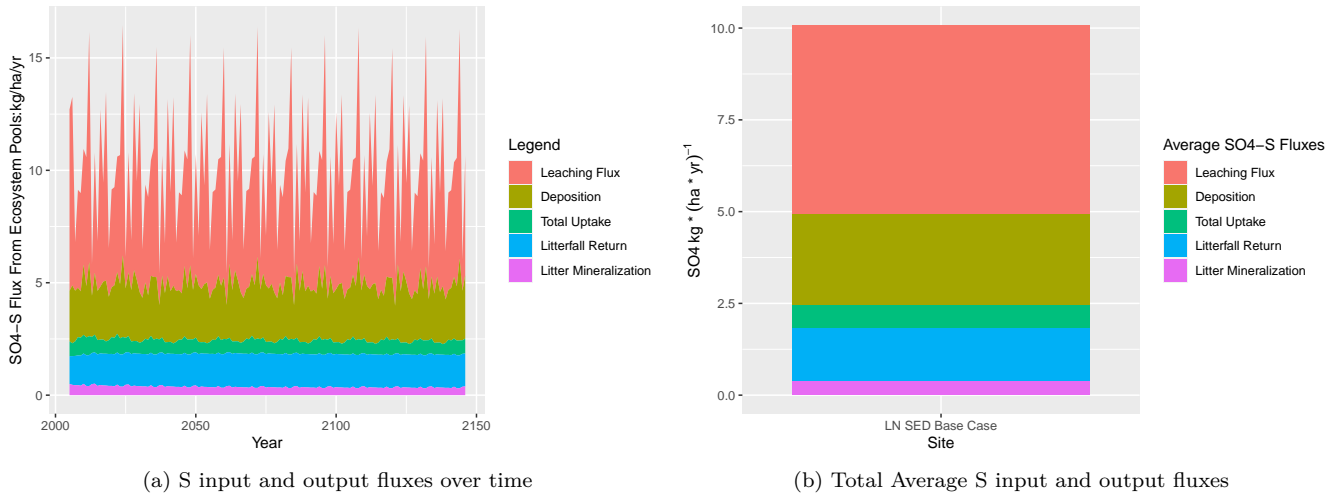 SO4−S Flux From Ecosystem Pools:kg/ha/yr
15
10
5
0
2000 2050 2100 2150
Year
Legend
Leaching Flux
Deposition
Total Uptake
Litterfall Return
Litter Mineralization
(a) S input and output fluxes over time
SO4 kg * (ha * yr)⁻¹
10.0
7.5
5.0
2.5
0.0
LN SED Base Case
Site
Average SO4−S Fluxes
Leaching Flux
Deposition
Total Uptake
Litterfall Return
Litter Mineralization
(b) Total Average S input and output fluxes